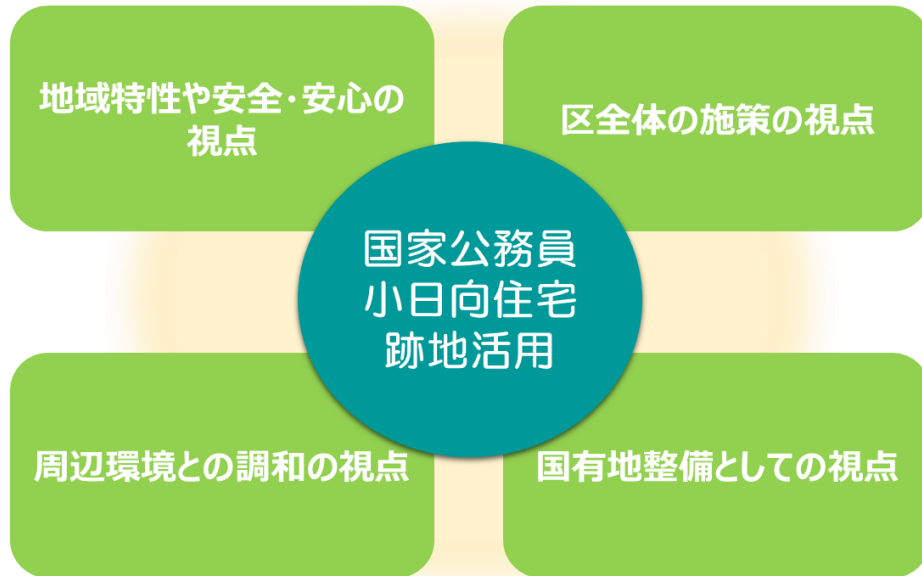 地域特性や安全・安心の
視点
区全体の施策の視点
国家公務員
小日向住宅
跡地活用
周辺環境との調和の視点
国有地整備としての視点